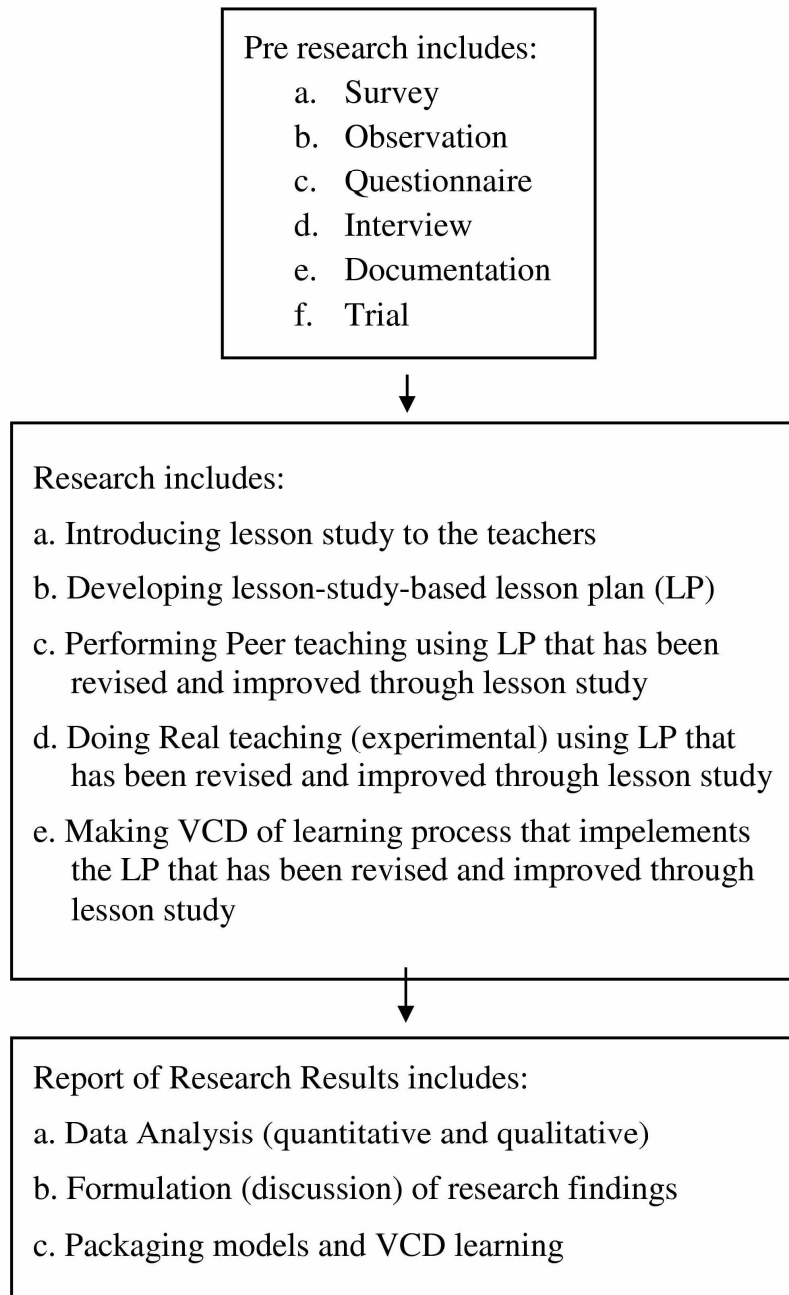 Pre research includes:
a. Survey
b. Observation
c. Questionnaire
d. Interview
e. Documentation
f. Trial
Research includes:
a. Introducing lesson study to the teachers
b. Developing lesson-study-based lesson plan (LP)
c. Performing Peer teaching using LP that has been
revised and improved through lesson study
d. Doing Real teaching (experimental) using LP that
has been revised and improved through lesson study
e. Making VCD of learning process that impelements
the LP that has been revised and improved through
lesson study
Report of Research Results includes:
a. Data Analysis (quantitative and qualitative)
b. Formulation (discussion) of research findings
c. Packaging models and VCD learning